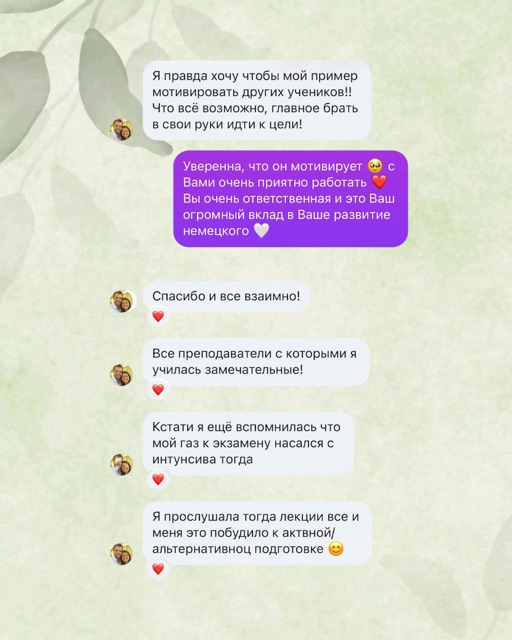 Я правда хочу чтобы мой пример
мотивировать других учеников!!
Что всё возможно, главное брать
в свои руки идти к цели!
Уверенна, что он мотивирует 🥹 с
Вами очень приятно работать ❤️
Вы очень ответственная и это Ваш
огромный вклад в Ваше развитие
немецкого 🤍
Спасибо и все взаимно!
❤️
Все преподаватели с которыми я
училась замечательные!
❤️
Кстати я ещё вспомнилась что
мой газ к экзамену насался с
интунсива тогда
❤️
Я прослушала тогда лекции все и
меня это побудило к актвной/
альтернативноц подготовке 😊
❤️